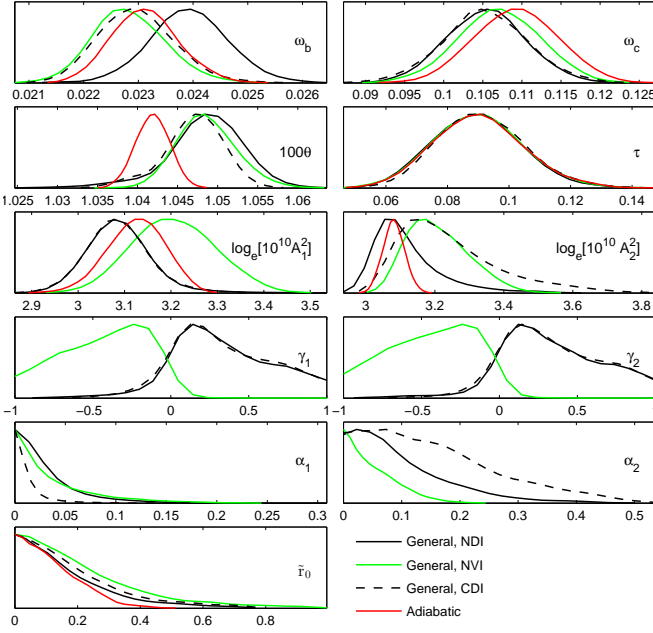 ω_b
ω_c
0.021 0.022 0.023 0.024 0.025 0.026
0.09 0.095 0.1 0.105 0.11 0.115 0.12 0.125
100θ
τ
1.025 1.03 1.035 1.04 1.045 1.05 1.055 1.06
0.06 0.08 0.1 0.12 0.14
log_e[10^10 A_1^2]
log_e[10^10 A_2^2]
2.9 3 3.1 3.2 3.3 3.4 3.5
3 3.2 3.4 3.6 3.8
γ_1
γ_2
−1 −0.5 0 0.5 1
−1 −0.5 0 0.5 1
α_1
α_2
0 0.05 0.1 0.15 0.2 0.25 0.3
0 0.1 0.2 0.3 0.4 0.5
r̃_0
0 0.2 0.4 0.6 0.8
General, NDI
General, NVI
General, CDI
Adiabatic